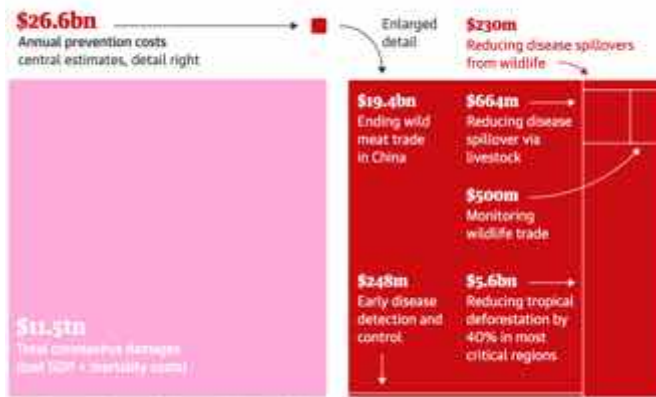 $26.6bn
Annual prevention costs
central estimates, detail right
Enlarged
detail
$230m
Reducing disease spillovers
from wildlife
$19.4bn
Ending wild
meat trade
in China
$664m
Reducing disease
spillover via
livestock
$500m
Monitoring
wildlife trade
$248m
Early disease
detection and
control
$5.6bn
Reducing tropical
deforestation by
40% in most
critical regions
$11.5tn
Total coronavirus damages
(lost GDP + mortality costs)